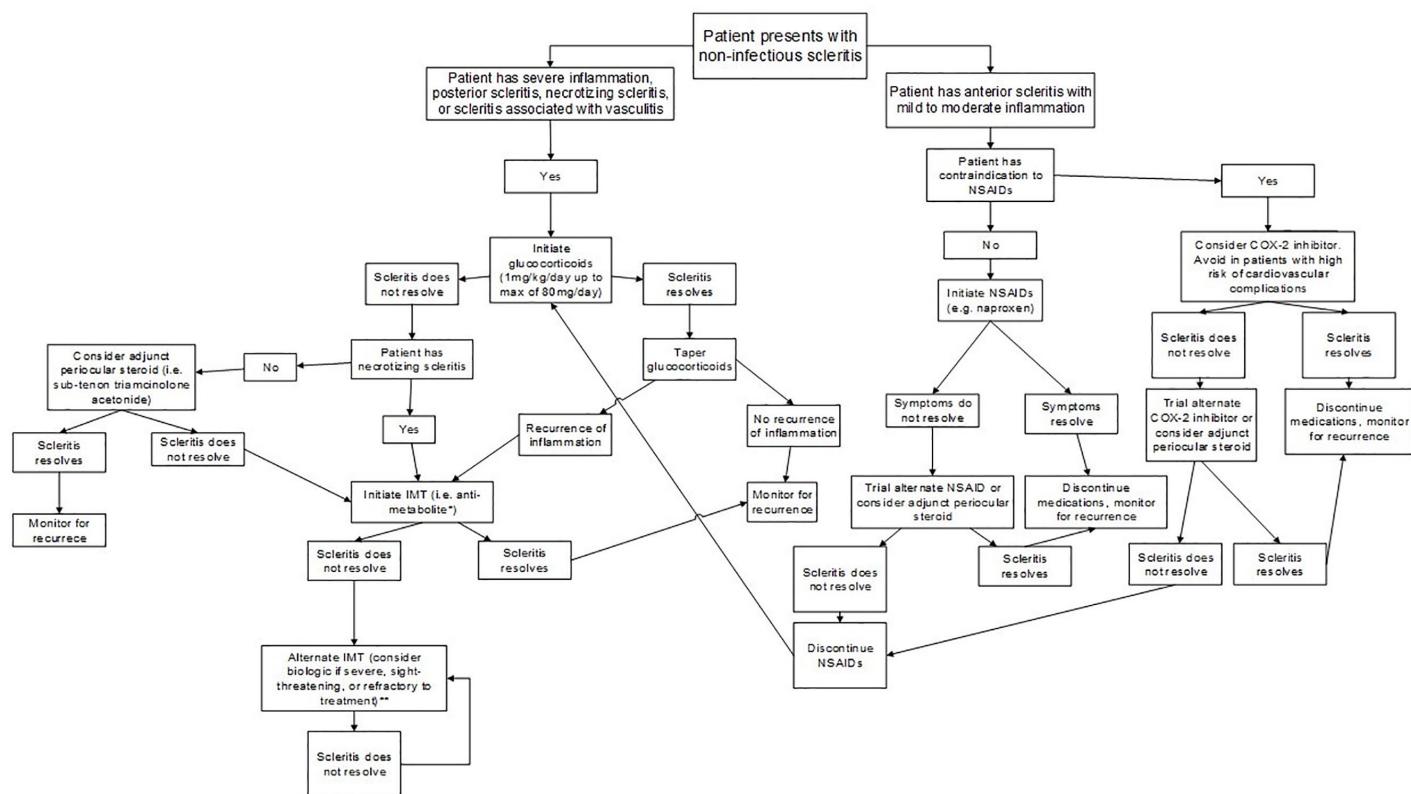 Patient presents with
non-infectious scleritis
Patient has severe inflammation,
posterior scleritis, necrotizing scleritis,
or scleritis associated with vasculitis
Patient has anterior scleritis with
mild to moderate inflammation
Yes
Patient has
contraindication to
NSAIDs
Yes
Initiate
glucocorticoids
(1mg/kg/day up to
max of 80mg/day)
Scleritis does
not resolve
Scleritis
resolves
No
Consider COX-2 inhibitor.
Avoid in patients with high
risk of cardiovascular
complications
Initiate NSAIDs
(e.g. naproxen)
Consider adjunct
periocular steroid (i.e.
sub-tenon triamcinolone
acetonide)
No
Patient has
necrotizing scleritis
Taper
glucocorticoids
Scleritis does
not resolve
Scleritis
resolves
Scleritis
resolves
Scleritis does
not resolve
Yes
Recurrence of
inflammation
No recurrence
of inflammation
Symptoms do
not resolve
Symptoms
resolve
Trial alternate
COX-2 inhibitor or
consider adjunct
periocular steroid
Discontinue
medications, monitor
for recurrence
Monitor for
recurrece
Initiate IMT (i.e. anti-
metabolite*)
Monitor for
recurrence
Trial alternate NSAID or
consider adjunct periocular
steroid
Discontinue
medications, monitor
for recurrence
Scleritis does
not resolve
Scleritis
resolves
Scleritis does
not resolve
Scleritis
resolves
Scleritis does
not resolve
Scleritis
resolves
Discontinue
NSAIDs
Alternate IMT (consider
biologic if severe, sight-
threatening, or refractory to
treatment)**
Scleritis does
not resolve